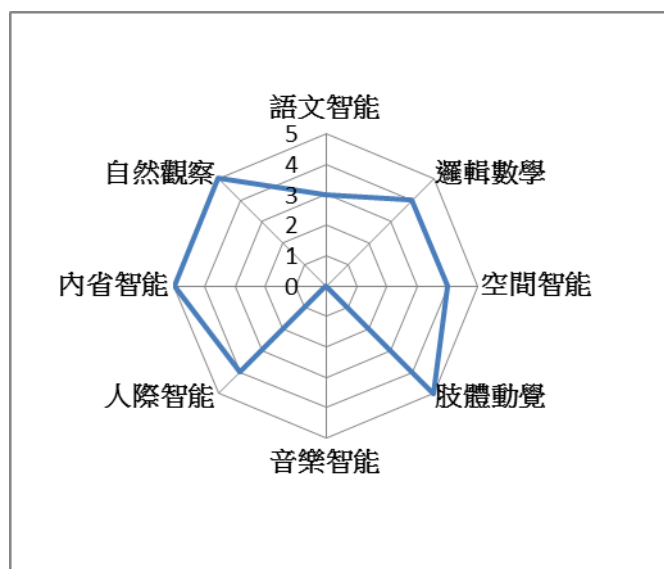 語文智能
5
4
3
2
1
0
自然觀察
邏輯數學
內省智能
空間智能
人際智能
肢體動覺
音樂智能